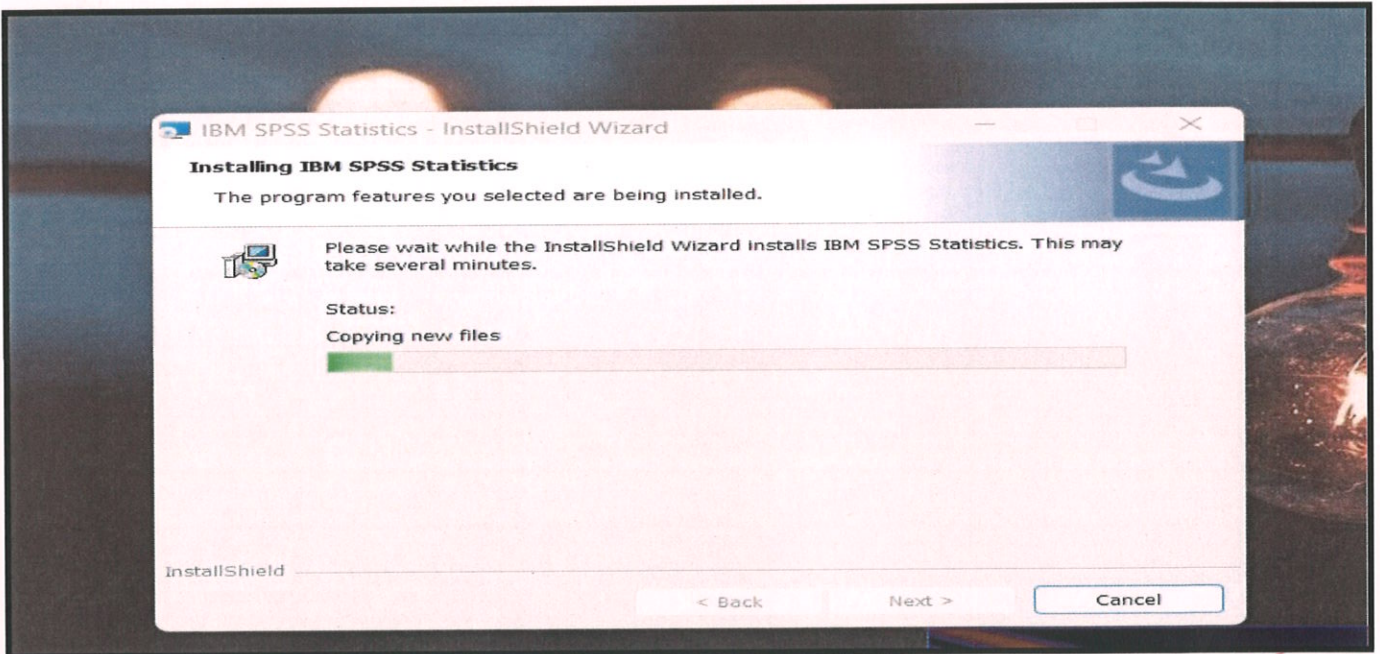 IBM SPSS Statistics - InstallShield Wizard
Installing IBM SPSS Statistics
The program features you selected are being installed.
Please wait while the InstallShield Wizard installs IBM SPSS Statistics. This may
take several minutes.
Status:
Copying new files
InstallShield
< Back Next > Cancel